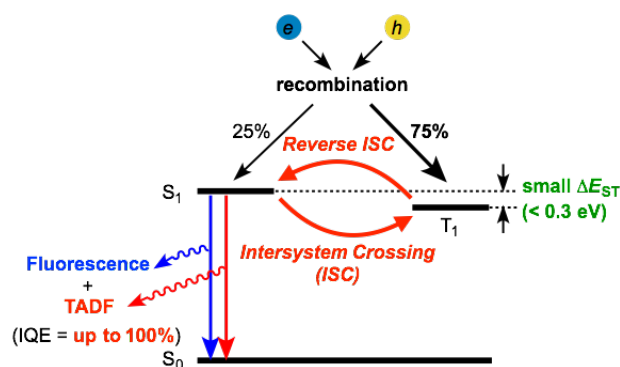 e
h
recombination
25%
75%
Reverse ISC
S₁
small ΔE_ST
(< 0.3 eV)
T₁
Intersystem Crossing
(ISC)
Fluorescence
+
TADF
(IQE = up to 100%)
S₀